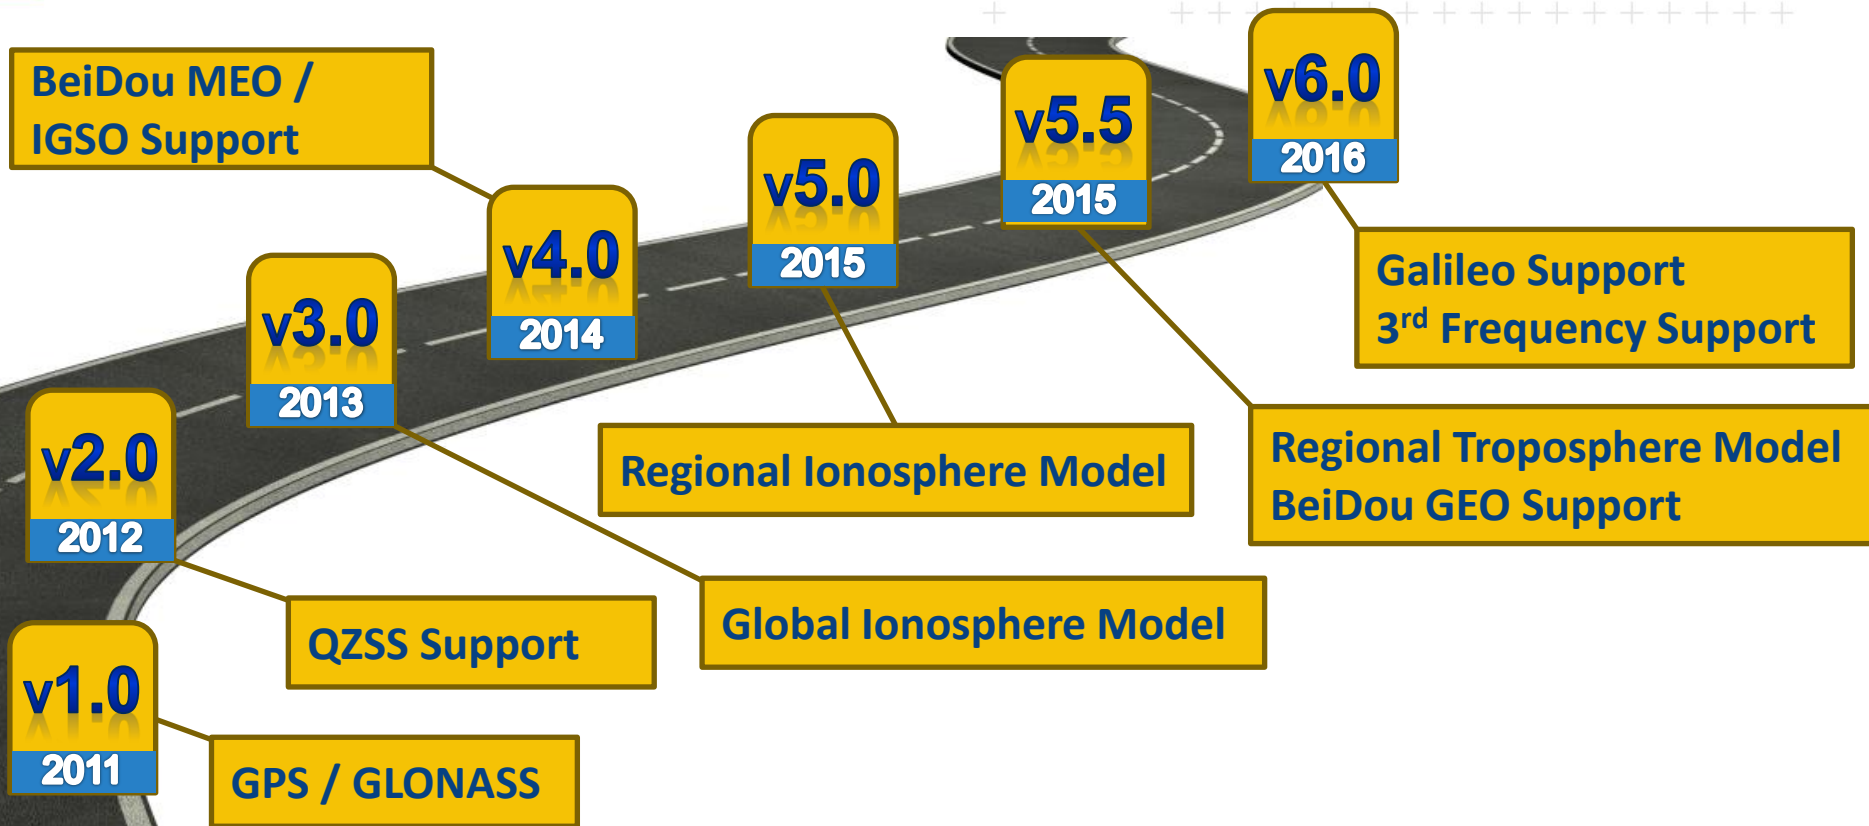 BeiDou MEO /
IGSO Support
v6.0
2016
v5.5
2015
v5.0
2015
v4.0
2014
v3.0
2013
v2.0
2012
v1.0
2011
Galileo Support
3rd Frequency Support
Regional Troposphere Model
BeiDou GEO Support
Regional Ionosphere Model
Global Ionosphere Model
QZSS Support
GPS / GLONASS